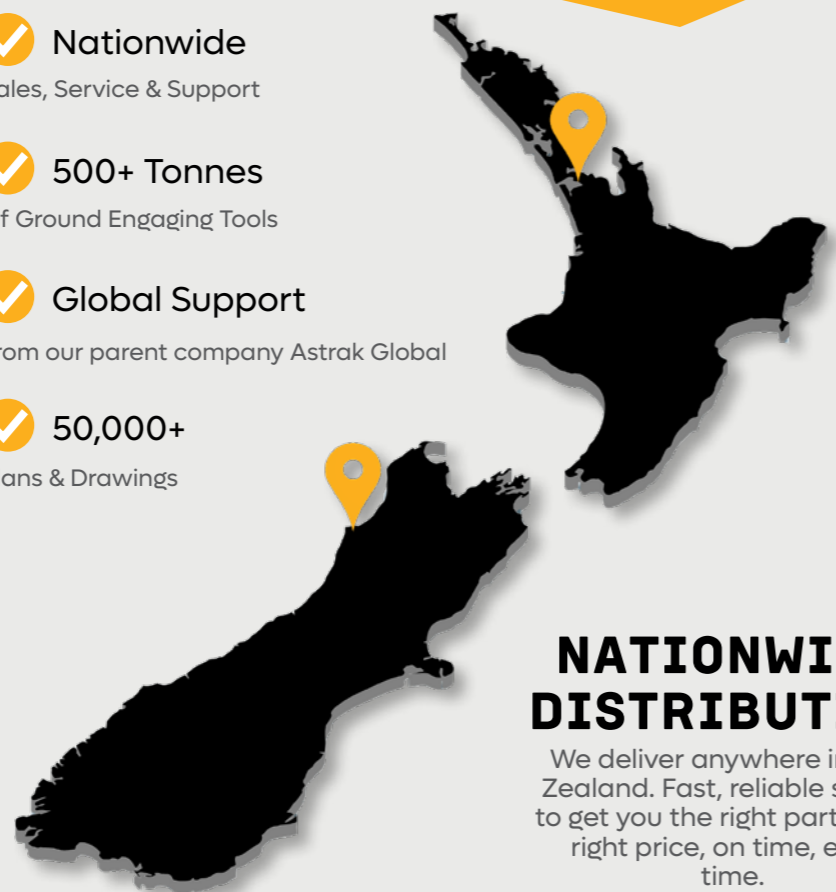 Nationwide
ales, Service & Support
500+ Tonnes
f Ground Engaging Tools
Global Support
rom our parent company Astrak Global
50,000+
ans & Drawings
NATIONWI
DISTRIBUT
We deliver anywhere i
Zealand. Fast, reliable s
to get you the right part
right price, on time, e
time.